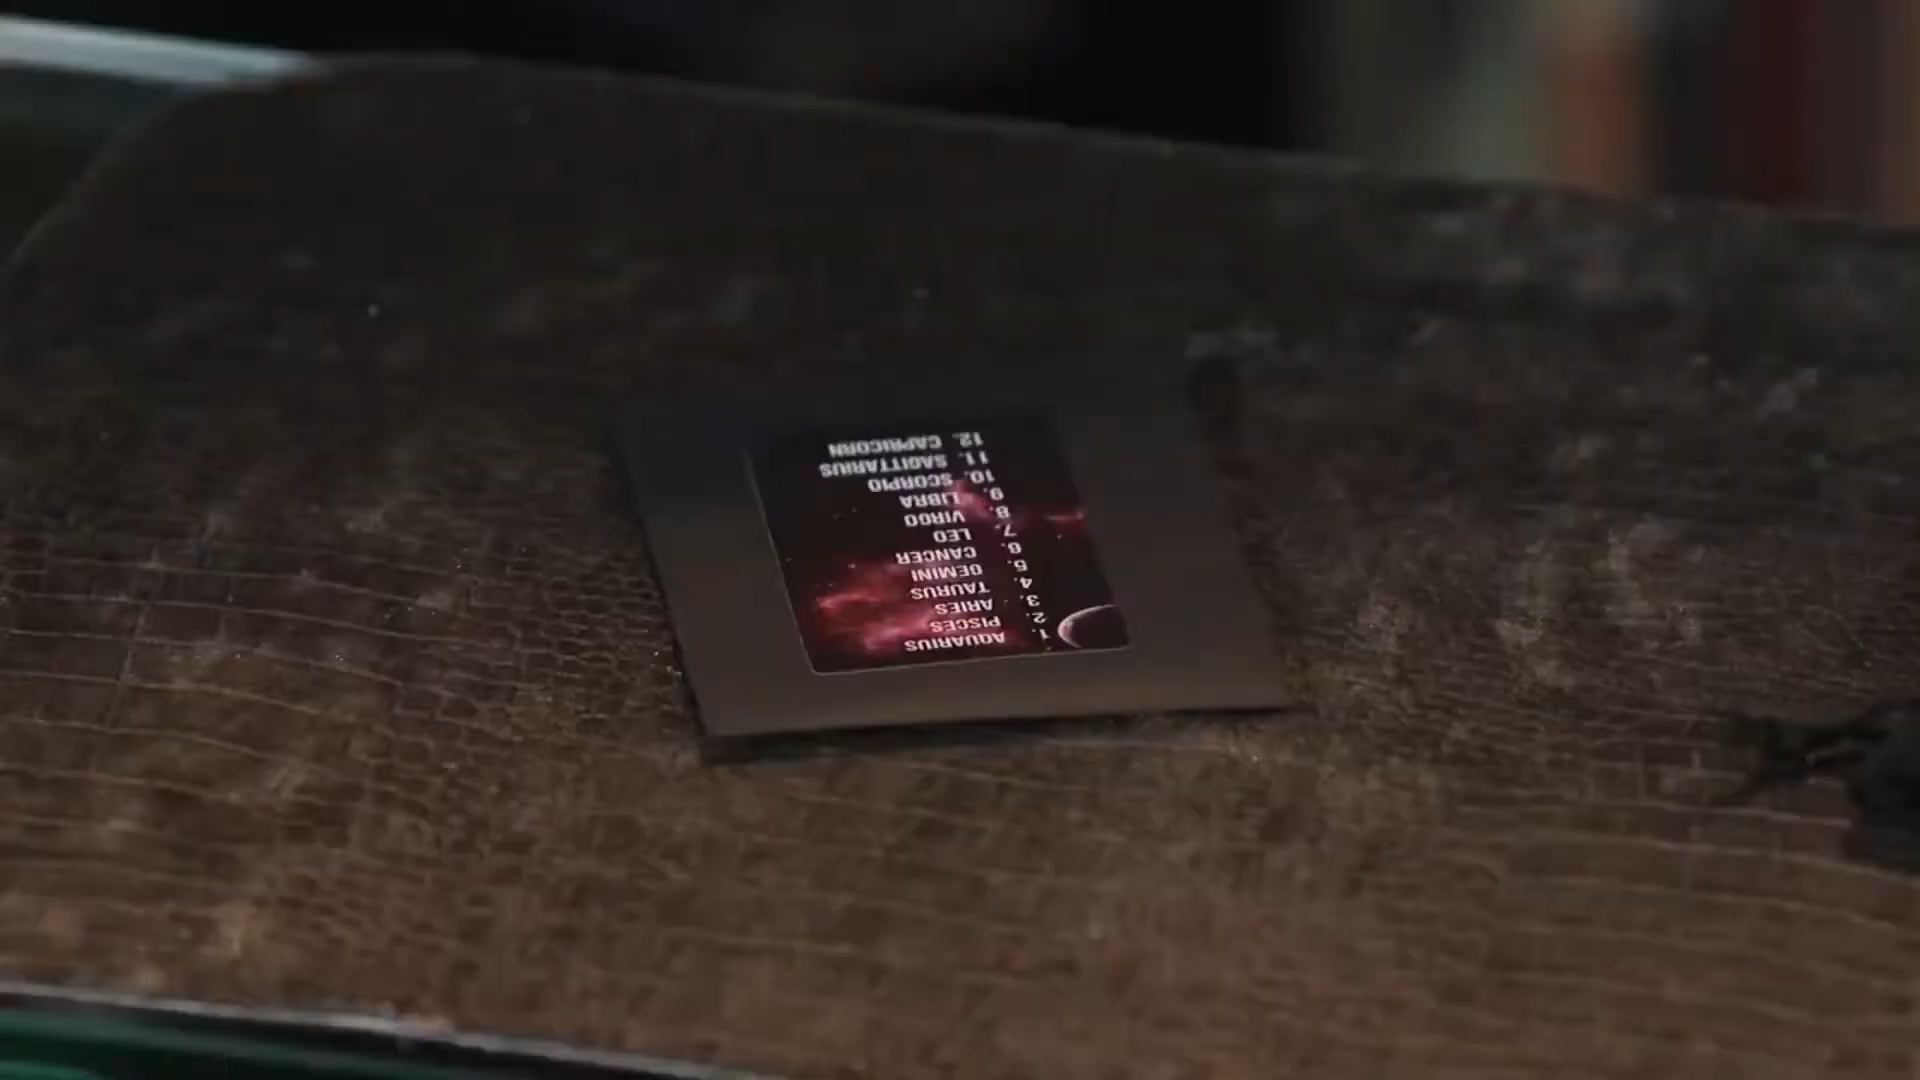 1. AQUARIUS
2. PISCES
3. ARIES
4. TAURUS
5. GEMINI
6. CANCER
7. LEO
8. VIRGO
9. LIBRA
10. SCORPIO
11. SAGITTARIUS
12. CAPRICORN